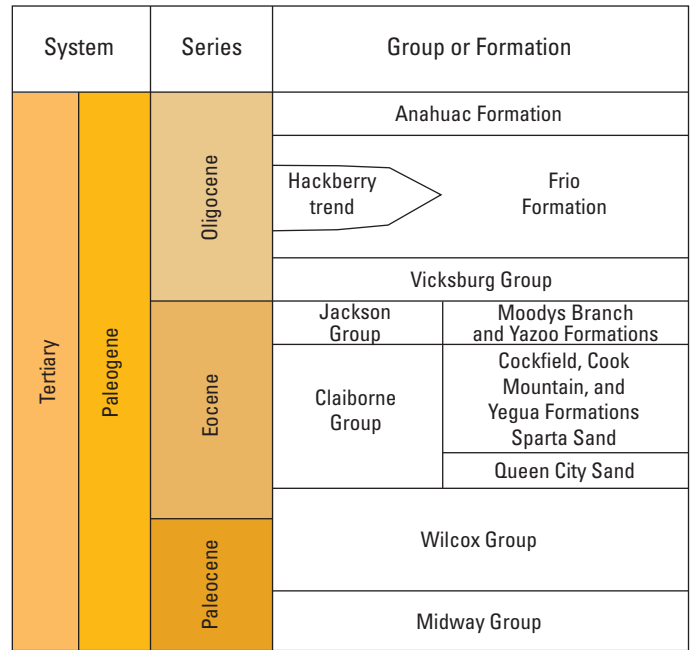 System
Series
Group or Formation
Tertiary
Paleogene
Oligocene
Anahuac Formation
Hackberry
trend
Frio
Formation
Vicksburg Group
Eocene
Jackson
Group
Moodys Branch
and Yazoo Formations
Claiborne
Group
Cockfield, Cook
Mountain, and
Yegua Formations
Sparta Sand
Queen City Sand
Wilcox Group
Paleocene
Midway Group